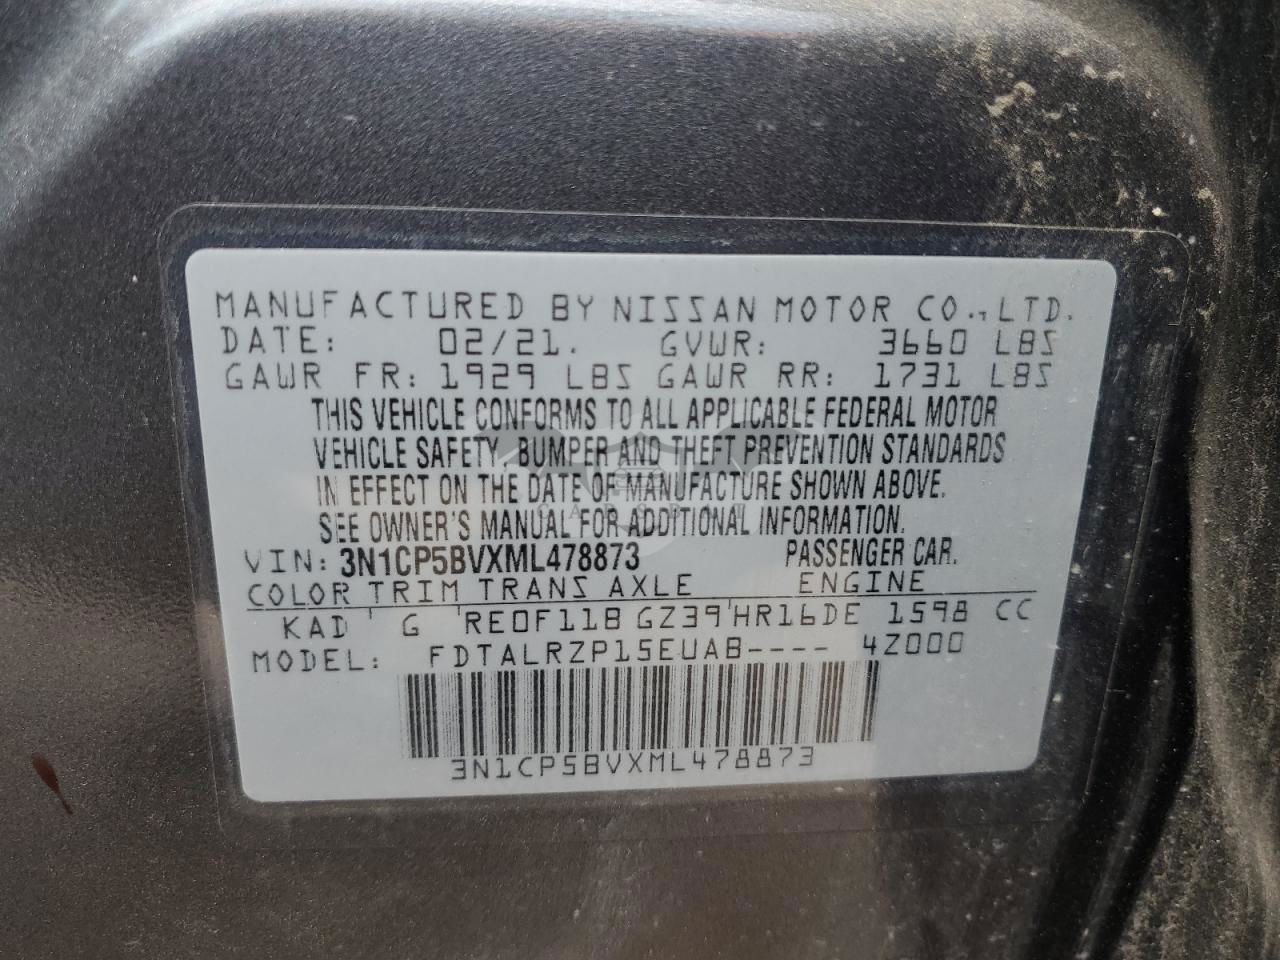 MANUFACTURED BY NISSAN MOTOR CO., LTD.
DATE: 02/21. GVWR: 3660 LBS
GAWR FR: 1929 LBS GAWR RR: 1731 LBS
THIS VEHICLE CONFORMS TO ALL APPLICABLE FEDERAL MOTOR
VEHICLE SAFETY, BUMPER AND THEFT PREVENTION STANDARDS
IN EFFECT ON THE DATE OF MANUFACTURE SHOWN ABOVE.
SEE OWNER'S MANUAL FOR ADDITIONAL INFORMATION.
VIN: 3N1CP5BVXML478873 PASSENGER CAR.
COLOR TRIM TRANS AXLE ENGINE
KAD G RE0F11B GZ39 HR16DE 1598 CC
MODEL: FDTALRZP15EUAB---- 4Z000
3N1CP5BVXML478873